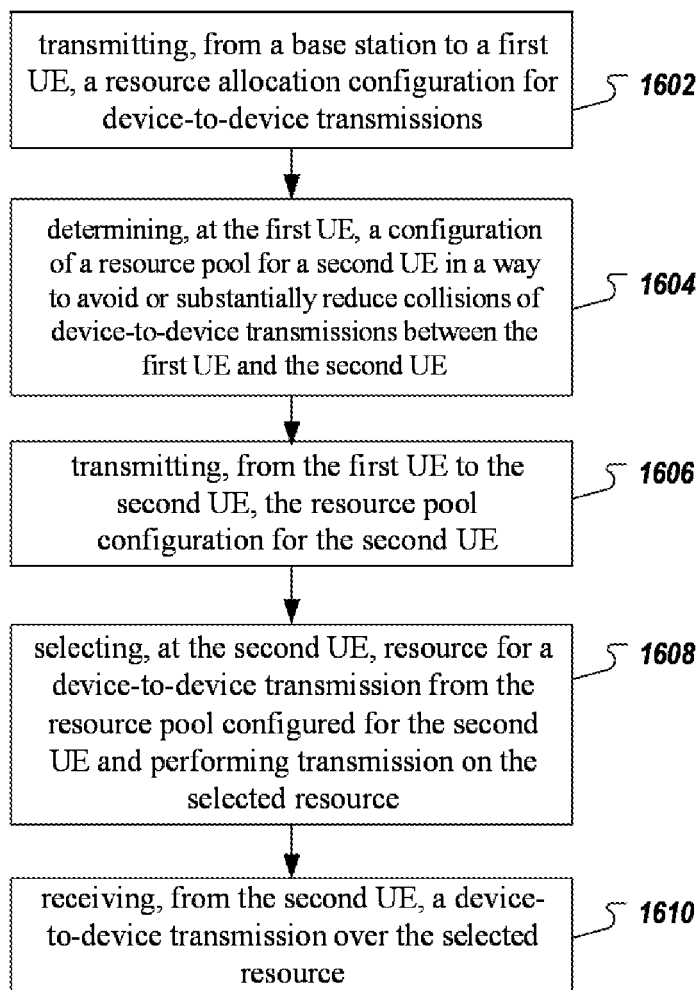 transmitting, from a base station to a first
UE, a resource allocation configuration for
device-to-device transmissions
1602
determining, at the first UE, a configuration
of a resource pool for a second UE in a way
to avoid or substantially reduce collisions of
device-to-device transmissions between the
first UE and the second UE
1604
transmitting, from the first UE to the
second UE, the resource pool
configuration for the second UE
1606
selecting, at the second UE, resource for a
device-to-device transmission from the
resource pool configured for the second
UE and performing transmission on the
selected resource
1608
receiving, from the second UE, a device-
to-device transmission over the selected
resource
1610